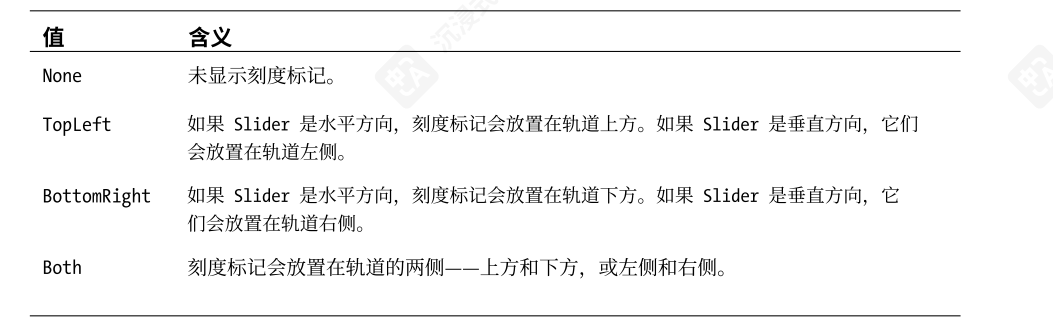 值 含义
None 未显示刻度标记。
TopLeft 如果 Slider 是水平方向，刻度标记会放置在轨道上方。如果 Slider 是垂直方向，它们
会放置在轨道左侧。
BottomRight 如果 Slider 是水平方向，刻度标记会放置在轨道下方。如果 Slider 是垂直方向，它
们会放置在轨道右侧。
Both 刻度标记会放置在轨道的两侧——上方和下方，或左侧和右侧。
沉浸式